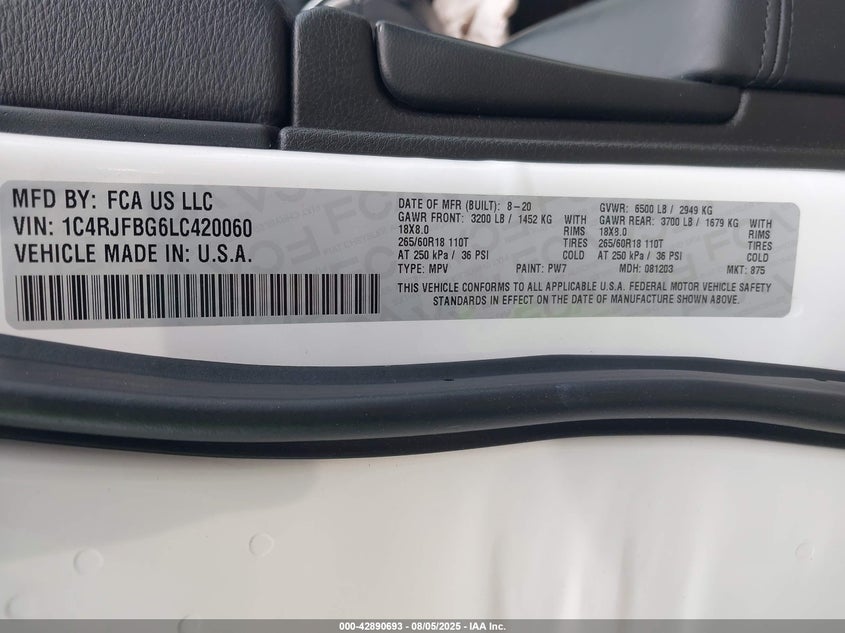 MFD BY: FCA US LLC
VIN: 1C4RJFBG6LC420060
VEHICLE MADE IN: U.S.A.
DATE OF MFR (BUILT): 8-20 GVWR: 6500 LB / 2949 KG
GAWR FRONT: 3200 LB / 1452 KG WITH GAWR REAR: 3700 LB / 1679 KG WITH
18X8.0 RIMS 18X8.0 RIMS
265/60R18 110T TIRES 265/60R18 110T TIRES
AT 250 kPa / 36 PSI COLD AT 250 kPa / 36 PSI COLD
TYPE: MPV PAINT: PW7 MDH: 081203 MKT: 875
THIS VEHICLE CONFORMS TO ALL APPLICABLE U.S.A. FEDERAL MOTOR VEHICLE SAFETY
STANDARDS IN EFFECT ON THE DATE OF MANUFACTURE SHOWN ABOVE.
000-42890693 - 08/05/2025 - IAA Inc.